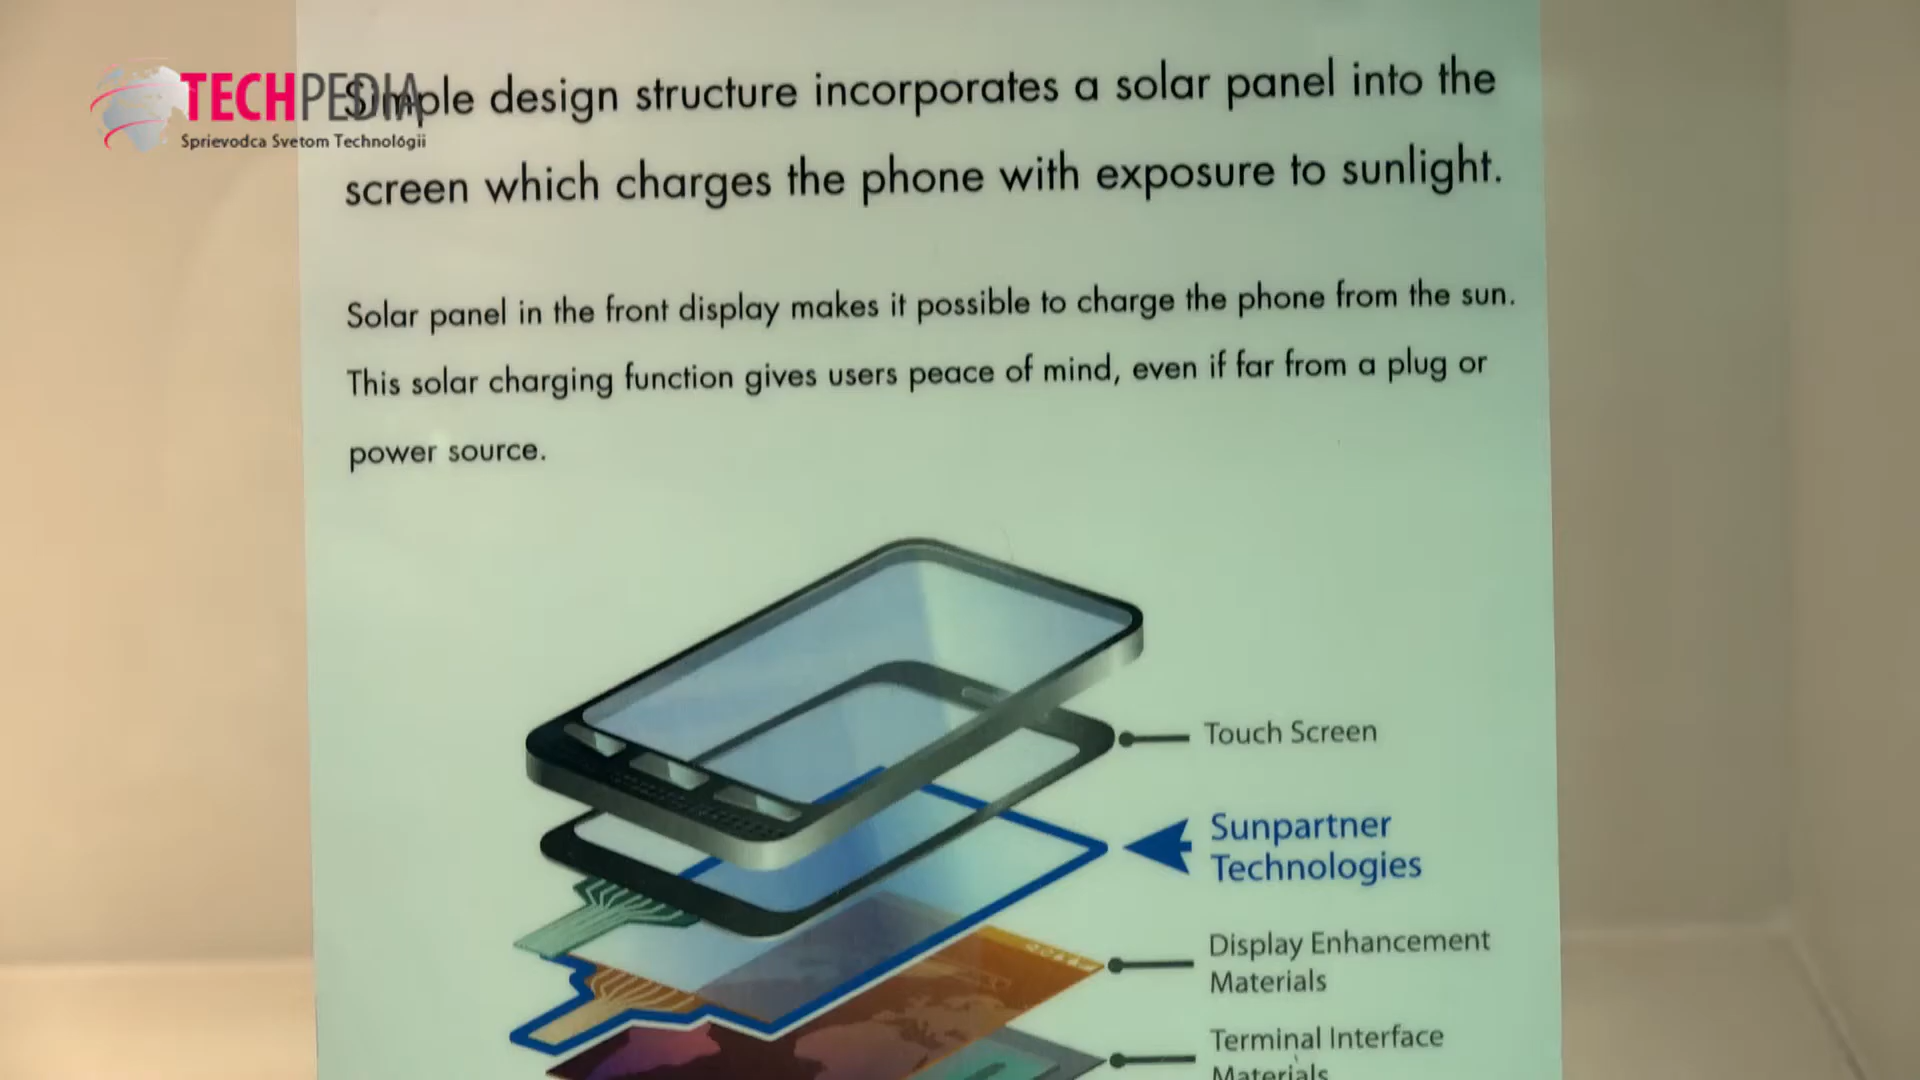 TECHPEDIA
Sprievodca Svetom Technológii
Simple design structure incorporates a solar panel into the
screen which charges the phone with exposure to sunlight.
Solar panel in the front display makes it possible to charge the phone from the sun.
This solar charging function gives users peace of mind, even if far from a plug or
power source.
Touch Screen
Sunpartner
Technologies
Display Enhancement
Materials
Terminal Interface
Materials